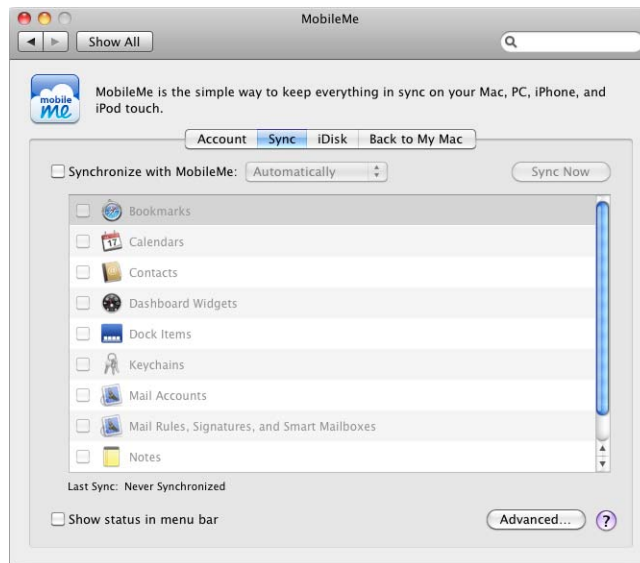 MobileMe
Show All
mobile
me
MobileMe is the simple way to keep everything in sync on your Mac, PC, iPhone, and
iPod touch.
Account Sync iDisk Back to My Mac
Synchronize with MobileMe: Automatically Sync Now
Bookmarks
17 Calendars
Contacts
Dashboard Widgets
Dock Items
Keychains
Mail Accounts
Mail Rules, Signatures, and Smart Mailboxes
Notes
Last Sync: Never Synchronized
Show status in menu bar Advanced... ?